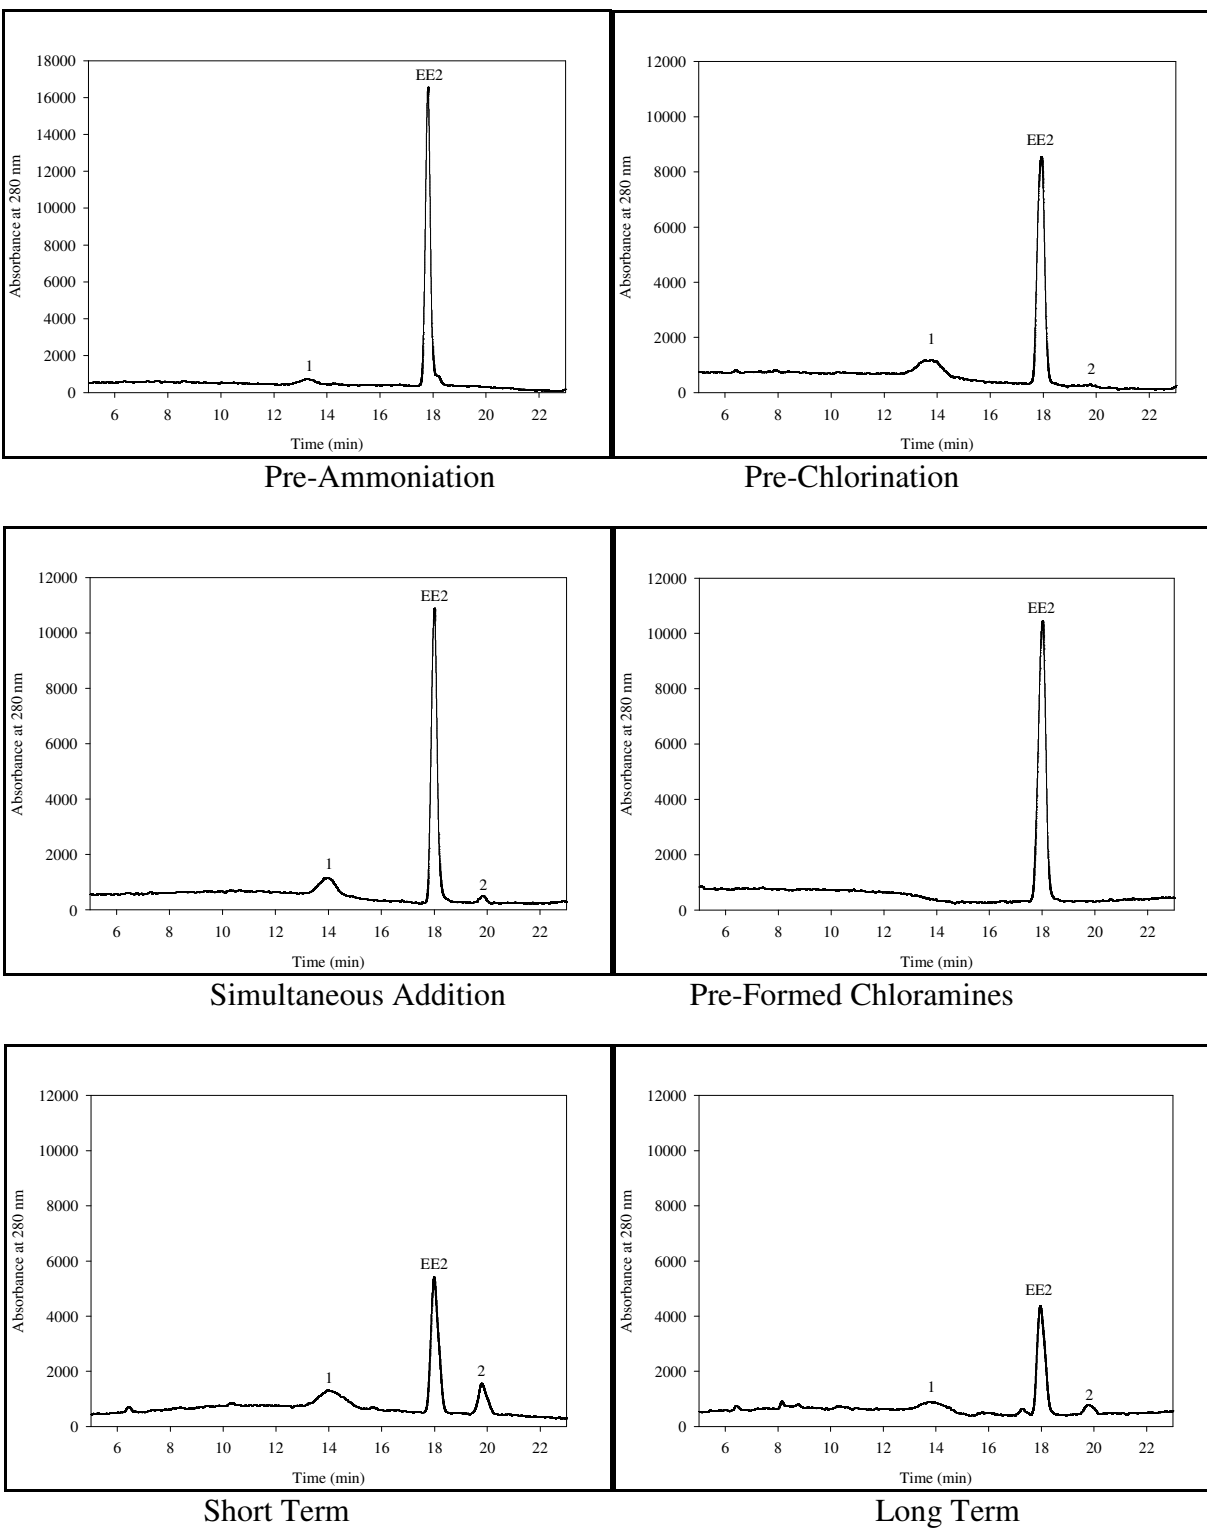 18000
16000
14000
12000
10000
8000
6000
4000
2000
0
Absorbance at 280 nm
EE2
1
6 8 10 12 14 16 18 20 22
Time (min)
Pre-Ammoniation
12000
10000
8000
6000
4000
2000
0
Absorbance at 280 nm
EE2
1
2
6 8 10 12 14 16 18 20 22
Time (min)
Pre-Chlorination
12000
10000
8000
6000
4000
2000
0
Absorbance at 280 nm
EE2
1
2
6 8 10 12 14 16 18 20 22
Time (min)
Simultaneous Addition
12000
10000
8000
6000
4000
2000
0
Absorbance at 280 nm
EE2
6 8 10 12 14 16 18 20 22
Time (min)
Pre-Formed Chloramines
12000
10000
8000
6000
4000
2000
0
Absorbance at 280 nm
EE2
1
2
6 8 10 12 14 16 18 20 22
Time (min)
Short Term
12000
10000
8000
6000
4000
2000
0
Absorbance at 280 nm
EE2
1
2
6 8 10 12 14 16 18 20 22
Time (min)
Long Term